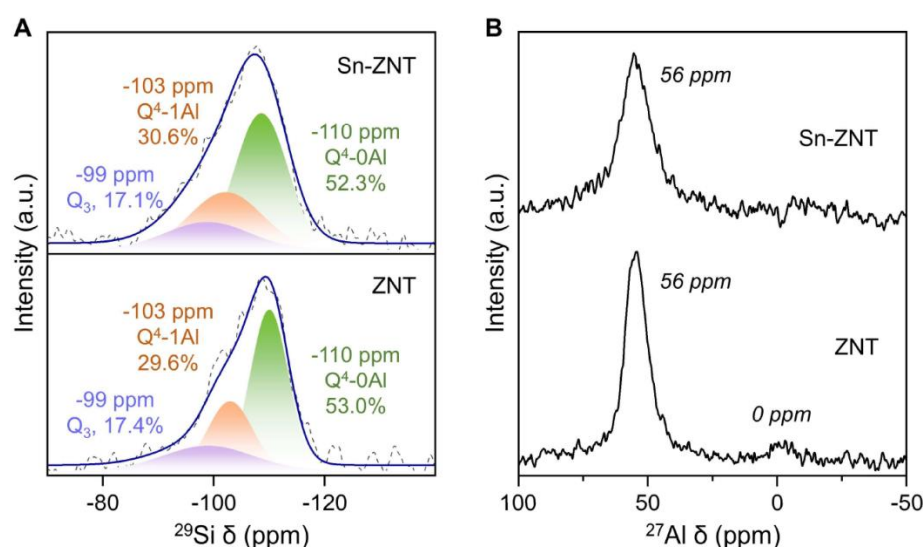 A
Intensity (a.u.)
Sn-ZNT
-103 ppm
Q⁴-1Al
30.6%
-110 ppm
Q⁴-0Al
52.3%
-99 ppm
Q₃, 17.1%
ZNT
-103 ppm
Q⁴-1Al
29.6%
-110 ppm
Q⁴-0Al
53.0%
-99 ppm
Q₃, 17.4%
-80 -100 -120
²⁹Si δ (ppm)
B
Intensity (a.u.)
56 ppm
Sn-ZNT
56 ppm
ZNT
0 ppm
100 50 0 -50
²⁷Al δ (ppm)